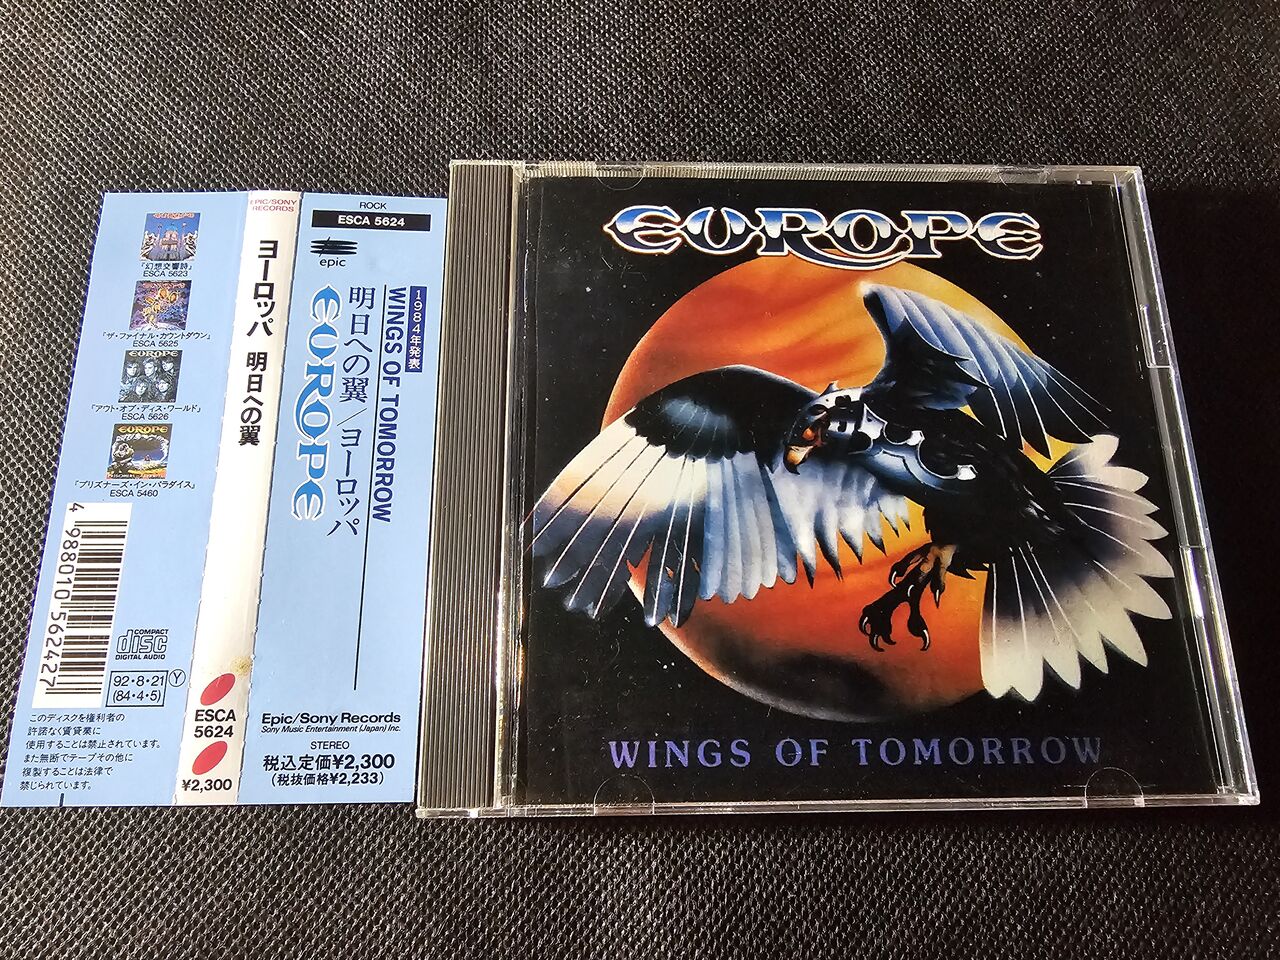 EUROPE
『幻想交響詩』
ESCA 5623
『ザ・ファイナル・カウントダウン』
ESCA 5625
EUROPE
『アウト・オブ・ディス・ワールド』
ESCA 5626
EUROPE
『プリズナーズ・イン・パラダイス』
ESCA 5460
4 988010 562427
COMPACT
disc
DIGITAL AUDIO
92・8・21
(84・4・5)
Y
このディスクを権利者の
許諾なく賃貸業に
使用することは禁止されています。
また無断でテープその他に
複製することは法律で
禁じられています。
EPIC/SONY
RECORDS
ヨーロッパ 明日への翼
ESCA
5624
¥2,300
ROCK
ESCA 5624
epic
1984年発表
WINGS OF TOMORROW
明日への翼/ヨーロッパ
EUROPE
Epic/Sony Records
Sony Music Entertainment (Japan) Inc.
STEREO
税込定価¥2,300
(税抜価格¥2,233)
EUROPE
WINGS OF TOMORROW